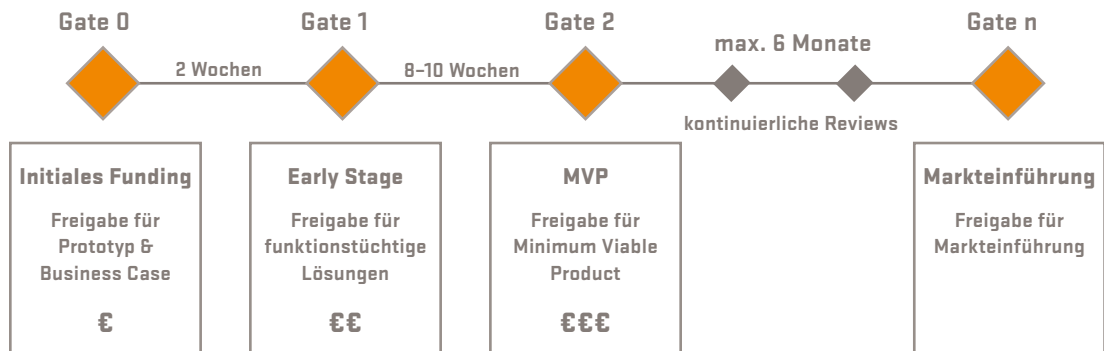 Gate 0
Gate 1
Gate 2
Gate n
2 Wochen
8–10 Wochen
max. 6 Monate
kontinuierliche Reviews
Initiales Funding
Freigabe für
Prototyp &
Business Case
€
Early Stage
Freigabe für
funktionstüchtige
Lösungen
€€
MVP
Freigabe für
Minimum Viable
Product
€€€
Markteinführung
Freigabe für
Markteinführung